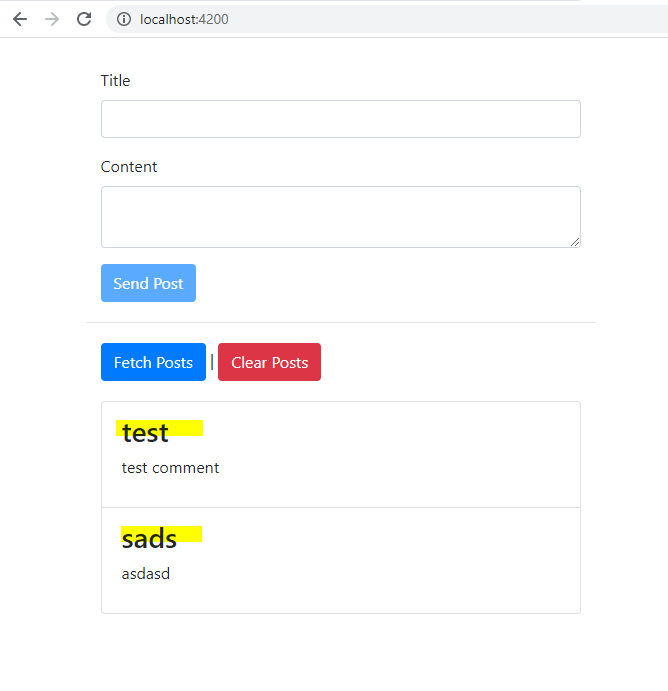 localhost:4200
Title
Content
Send Post
Fetch Posts | Clear Posts
test
test comment
sads
asdasd